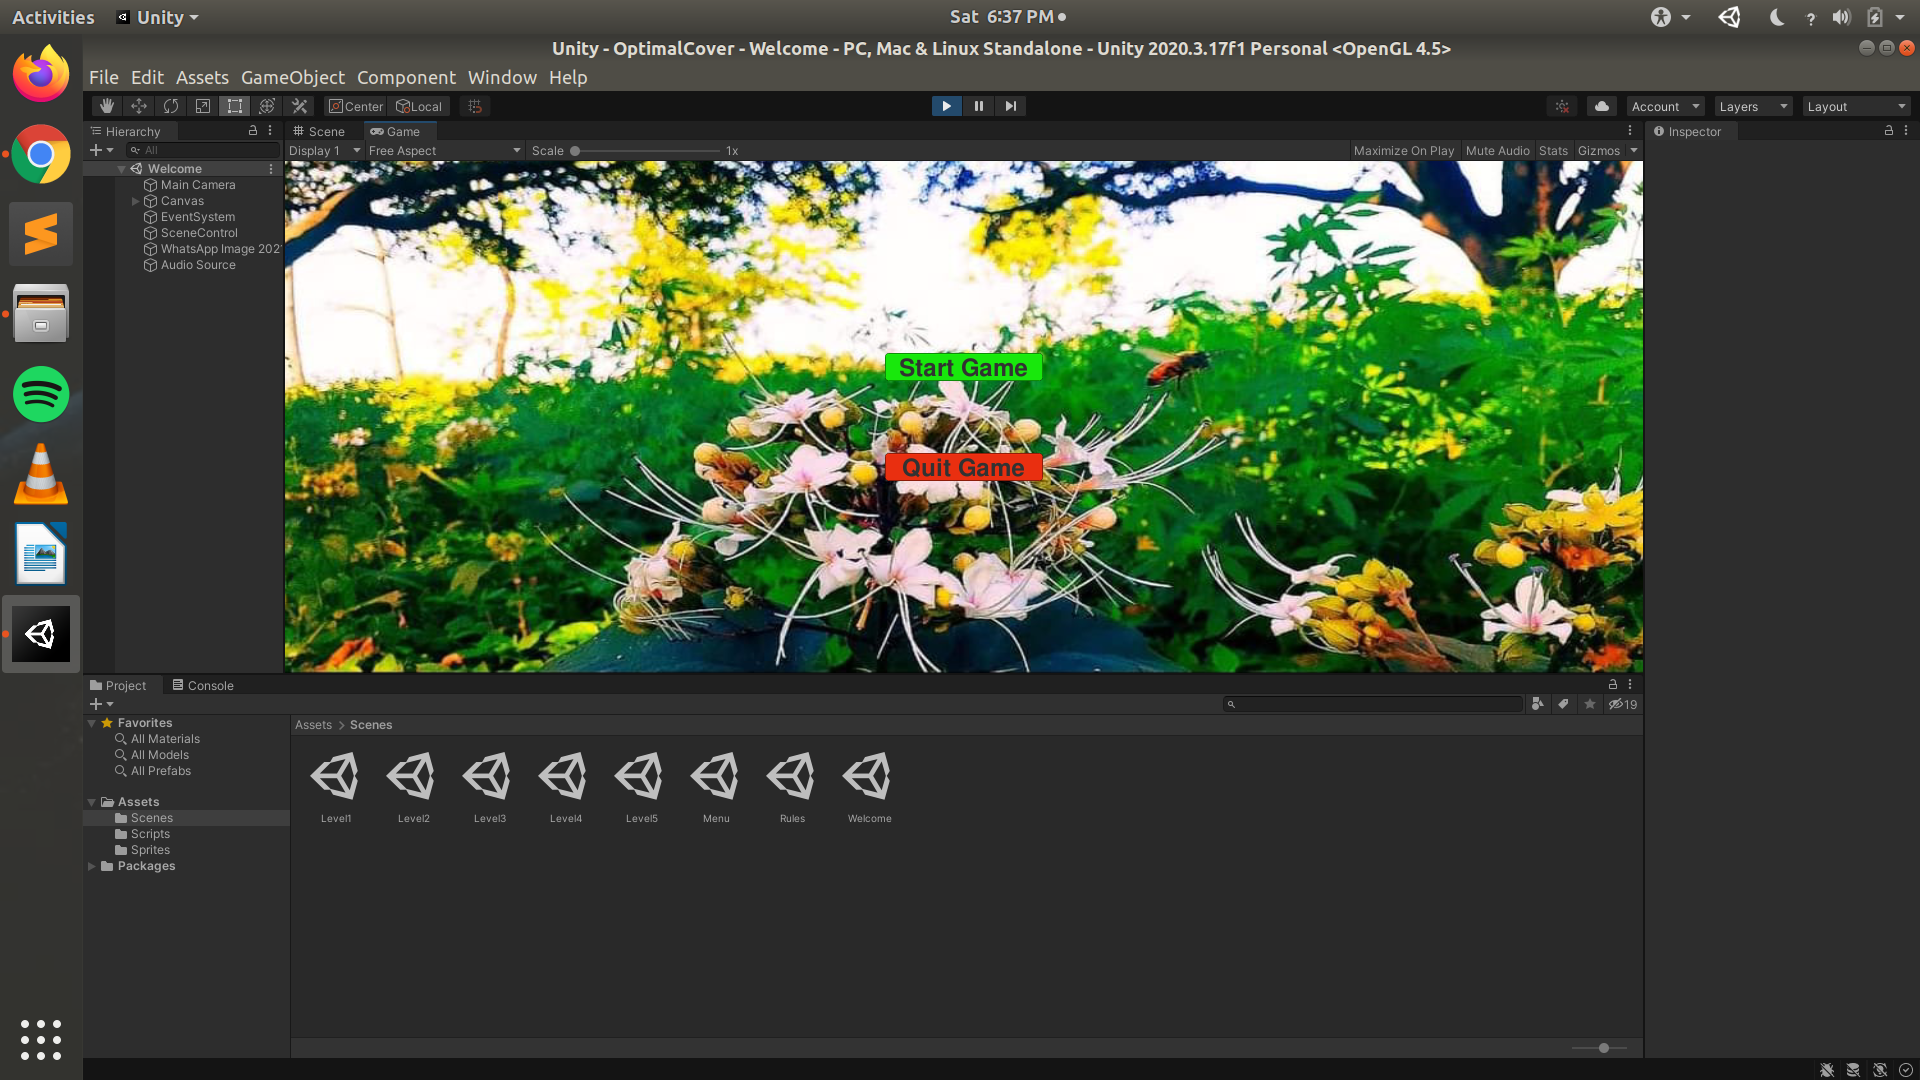 Activities
Unity
Sat 6:37 PM
?
Unity - OptimalCover - Welcome - PC, Mac & Linux Standalone - Unity 2020.3.17f1 Personal <OpenGL 4.5>
File Edit Assets GameObject Component Window Help
Center Local
Account Layers Layout
Hierarchy
All
Welcome
Main Camera
Canvas
EventSystem
SceneControl
WhatsApp Image 202
Audio Source
Scene Game
Display 1 Free Aspect Scale 1x
Maximize On Play Mute Audio Stats Gizmos
Start Game
Quit Game
Inspector
Project Console
19
Favorites
All Materials
All Models
All Prefabs
Assets
Scenes
Scripts
Sprites
Packages
Assets > Scenes
Level1 Level2 Level3 Level4 Level5 Menu Rules Welcome